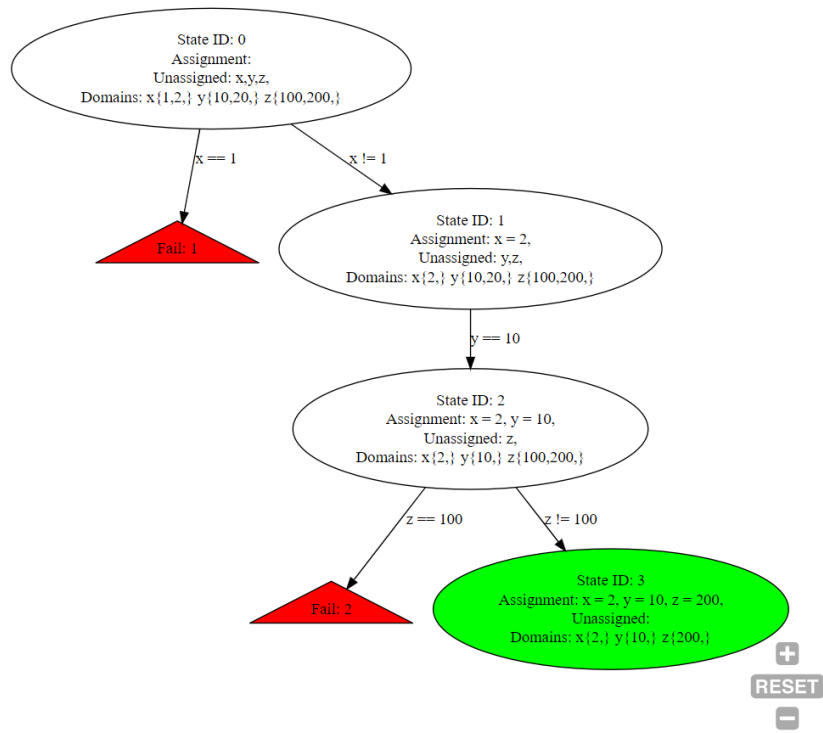 State ID: 0
Assignment:
Unassigned: x,y,z,
Domains: x{1,2,} y{10,20,} z{100,200,}
x == 1
x != 1
Fail: 1
State ID: 1
Assignment: x = 2,
Unassigned: y,z,
Domains: x{2,} y{10,20,} z{100,200,}
y == 10
State ID: 2
Assignment: x = 2, y = 10,
Unassigned: z,
Domains: x{2,} y{10,} z{100,200,}
z == 100
z != 100
Fail: 2
State ID: 3
Assignment: x = 2, y = 10, z = 200,
Unassigned:
Domains: x{2,} y{10,} z{200,}
RESET